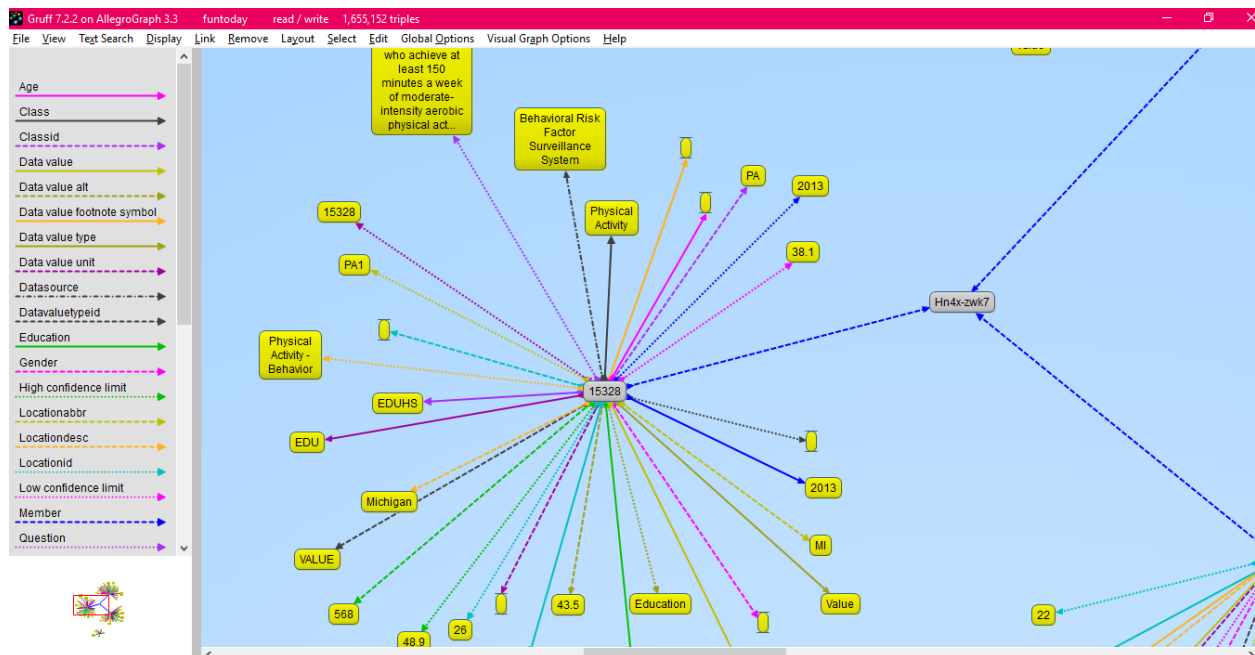 Gruff 7.2.2 on AllegroGraph 3.3 funtoday read / write 1,655,152 triples
File View Text Search Display Link Remove Layout Select Edit Global Options Visual Graph Options Help
Age
Class
Classid
Data value
Data value alt
Data value footnote symbol
Data value type
Data value unit
Datasource
Datavaluetypeid
Education
Gender
High confidence limit
Locationabbr
Locationdesc
Locationid
Low confidence limit
Member
Question
who achieve at
least 150
minutes a week
of moderate-
intensity aerobic
physical act...
Behavioral Risk
Factor
Surveillance
System
PA
2013
15328
Physical
Activity
38.1
PA1
Hn4x-zwk7
Physical
Activity -
Behavior
15328
EDUHS
EDU
2013
Michigan
MI
VALUE
568
43.5
Education
Value
22
26
48.9